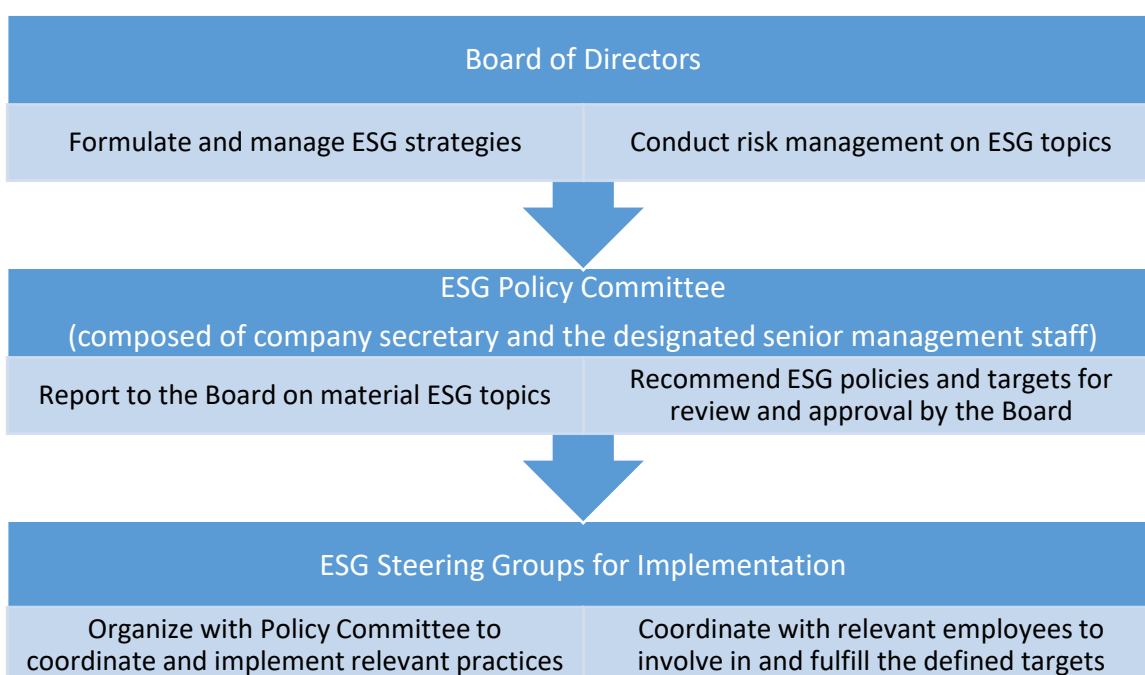 Board of Directors
Formulate and manage ESG strategies
Conduct risk management on ESG topics
ESG Policy Committee
(composed of company secretary and the designated senior management staff)
Report to the Board on material ESG topics
Recommend ESG policies and targets for
review and approval by the Board
ESG Steering Groups for Implementation
Organize with Policy Committee to
coordinate and implement relevant practices
Coordinate with relevant employees to
involve in and fulfill the defined targets